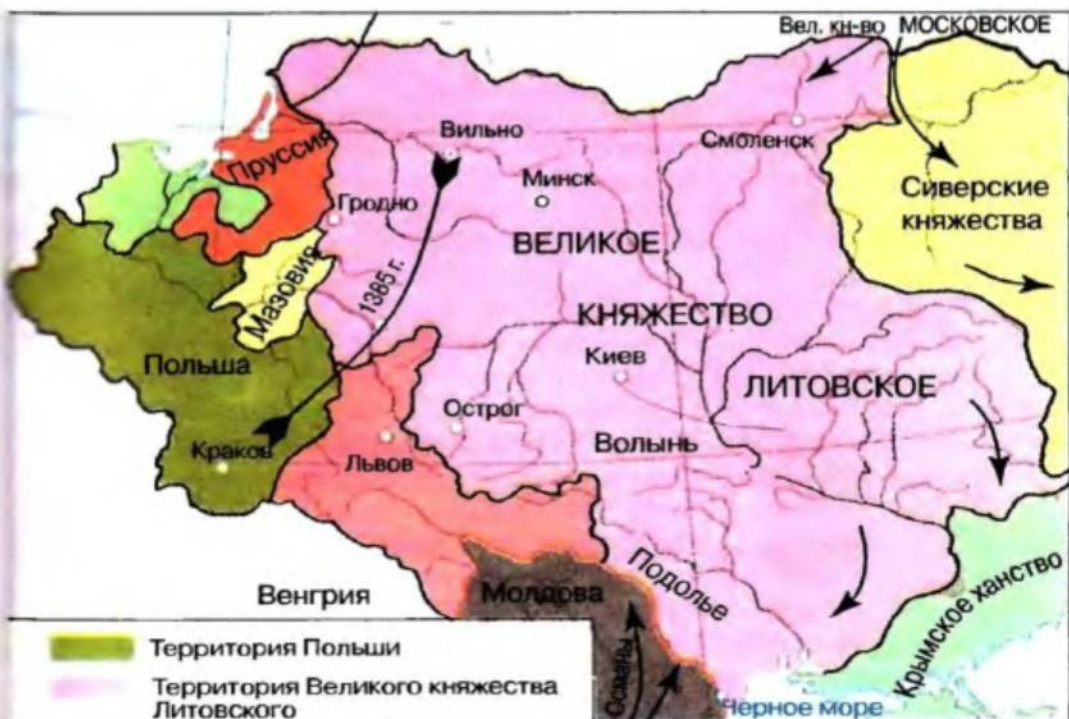 Вел. кн-во МОСКОВСКОЕ
Вильно
Смоленск
Пруссия
Минск
Гродно
Сиверские
княжества
ВЕЛИКОЕ
Мазовия
1385 г.
КНЯЖЕСТВО
Польша
Киев
ЛИТОВСКОЕ
Острог
Волынь
Краков
Львов
Подолье
Венгрия
Молдова
Крымское ханство
Османы
Черное море
Территория Польши
Территория Великого княжества
Литовского